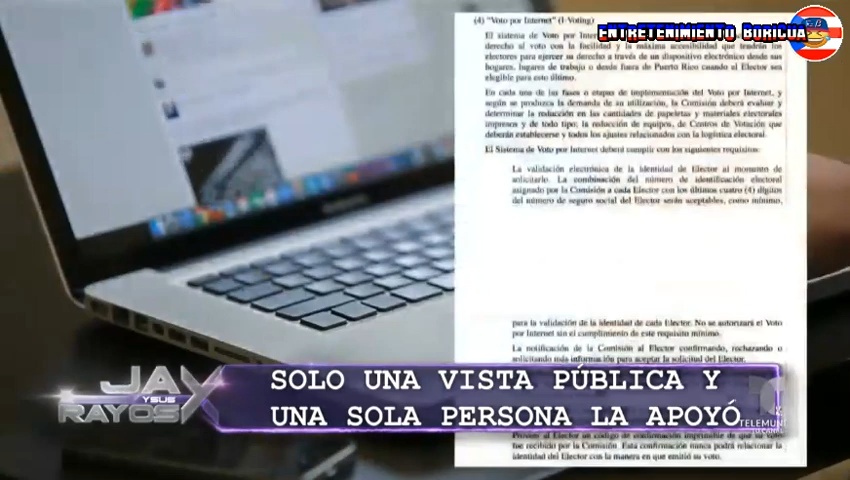 (4) "Voto por Internet" (I-Voting)
ENTRETENIMIENTO BORICUA
El sistema de Voto por
derecho al voto con la facilidad y la máxima accesibilidad que tendrán los
electores para ejercer su derecho a través de un dispositivo electrónico desde sus
hogares, lugares de trabajo o desde fuera de Puerto Rico cuando al Elector sea
elegible para esto último.
En cada una de las fases o etapas de implementación del Voto por Internet, y
según se produzca la demanda de su utilización, la Comisión deberá evaluar y
determinar la reducción en las cantidades de papeletas y materiales electorales
impresos y de todo tipo; la reducción de equipos, de Centros de Votación que
deberán establecerse y todos los ajustes relacionados con la logística electoral.
El Sistema de Voto por Internet deberá cumplir con los siguientes requisitos:
La validación electrónica de la identidad de Elector al momento de
solicitarlo. La combinación del número de identificación electoral
asignado por la Comisión a cada Elector con los últimos cuatro (4) dígitos
del número de seguro social del Elector serán aceptables, como mínimo,
para la validación de la identidad de cada Elector. No se autorizará el Voto
por Internet sin el cumplimiento de este requisito mínimo.
La notificación de la Comisión al Elector confirmando, rechazando o
solicitando más información para aceptar la solicitud del Elector.
JAY
Y SUS
RAYOS X
SOLO UNA VISTA PÚBLICA Y
UNA SOLA PERSONA LA APOYÓ
Proveer al Elector un código de confirmación imprimible de que su voto
fue recibido por la Comisión. Esta confirmación nunca podrá relacionar la
identidad del Elector con la manera en que emitió su voto.